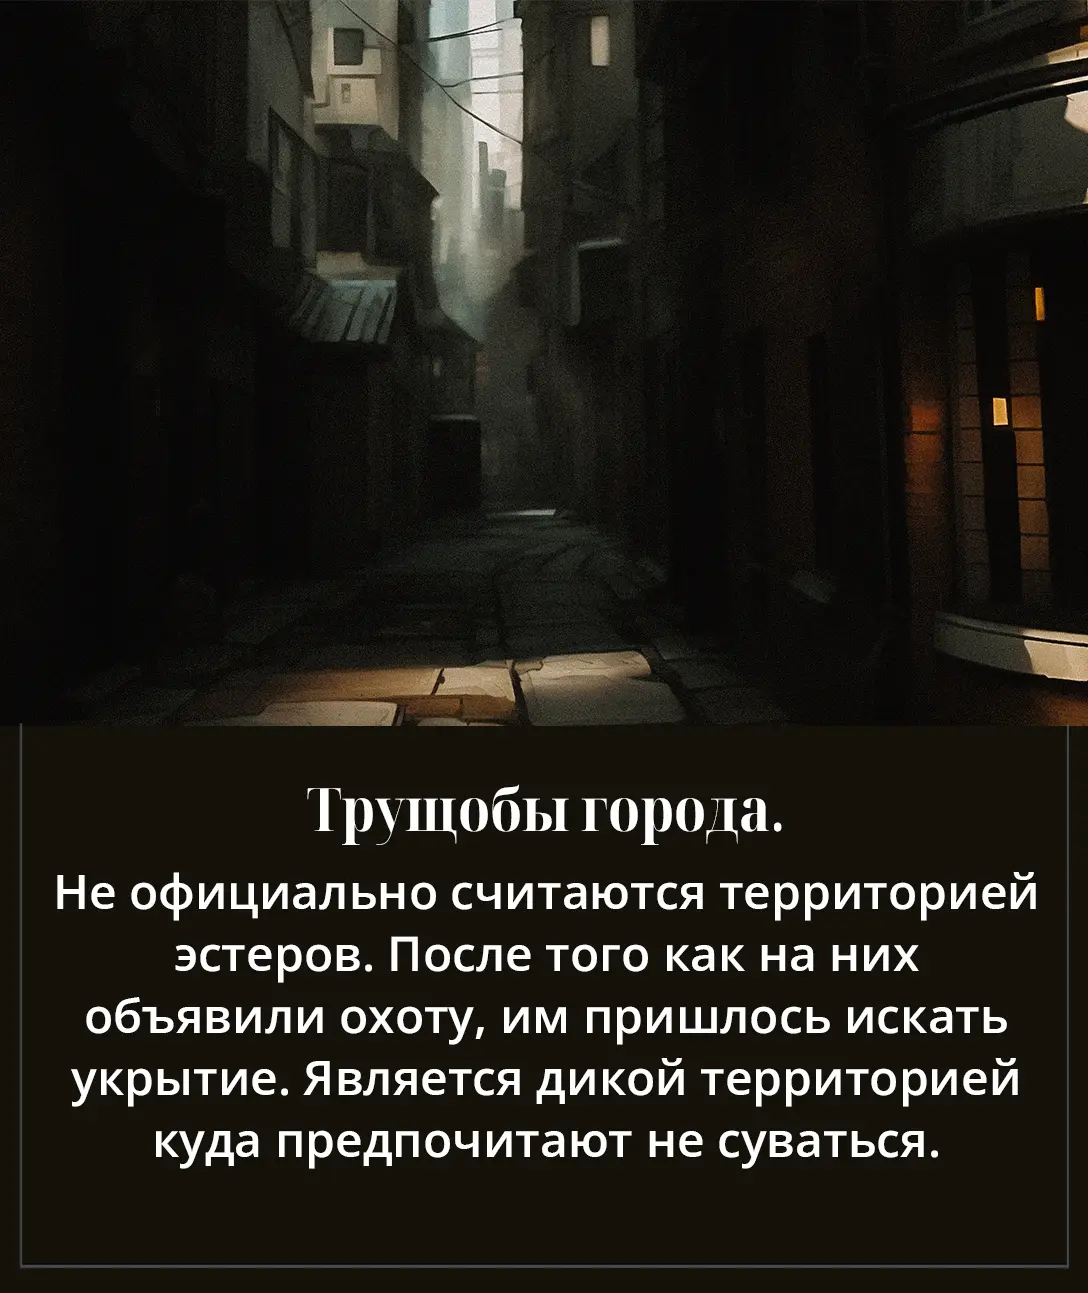 Трущобы города.
Не официально считаются территорией
эстеров. После того как на них
объявили охоту, им пришлось искать
укрытие. Является дикой территорией
куда предпочитают не суваться.